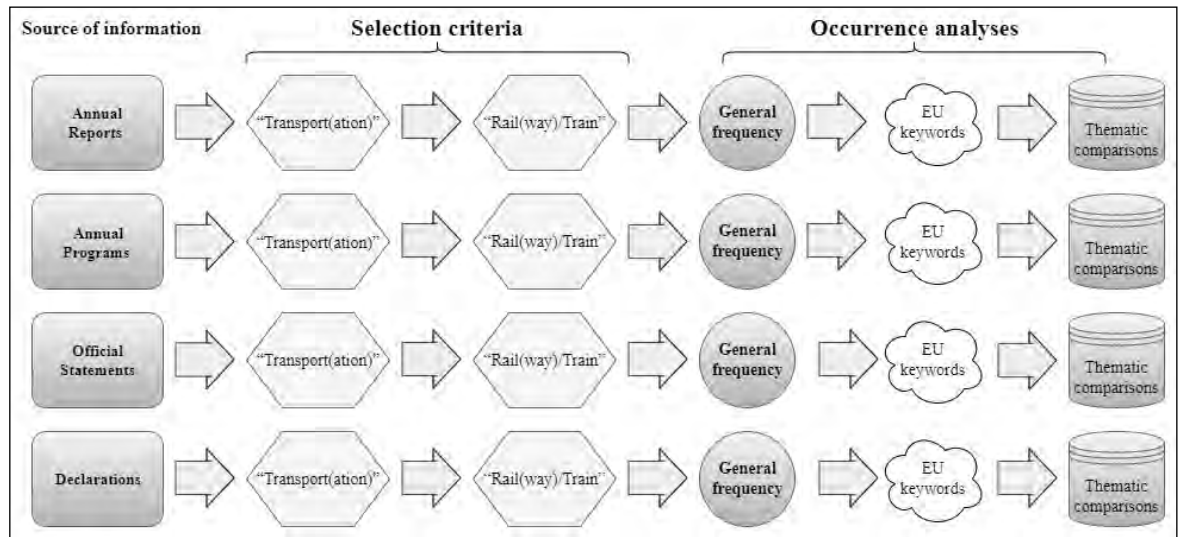 Source of information
Selection criteria
Occurrence analyses
Annual
Reports
“Transport(ation)”
“Rail(way)/Train”
General
frequency
EU
keywords
Thematic
comparisons
Annual
Programs
“Transport(ation)”
“Rail(way)/Train”
General
frequency
EU
keywords
Thematic
comparisons
Official
Statements
“Transport(ation)”
“Rail(way)/Train”
General
frequency
EU
keywords
Thematic
comparisons
Declarations
“Transport(ation)”
“Rail(way)/Train”
General
frequency
EU
keywords
Thematic
comparisons